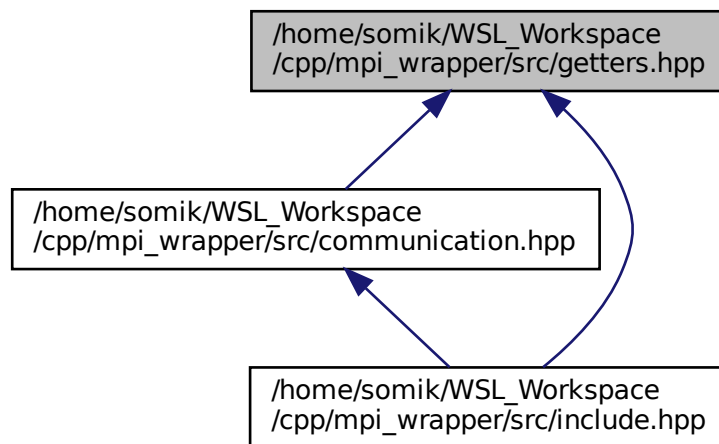 /home/somik/WSL_Workspace
/cpp/mpi_wrapper/src/getters.hpp
/home/somik/WSL_Workspace
/cpp/mpi_wrapper/src/communication.hpp
/home/somik/WSL_Workspace
/cpp/mpi_wrapper/src/include.hpp